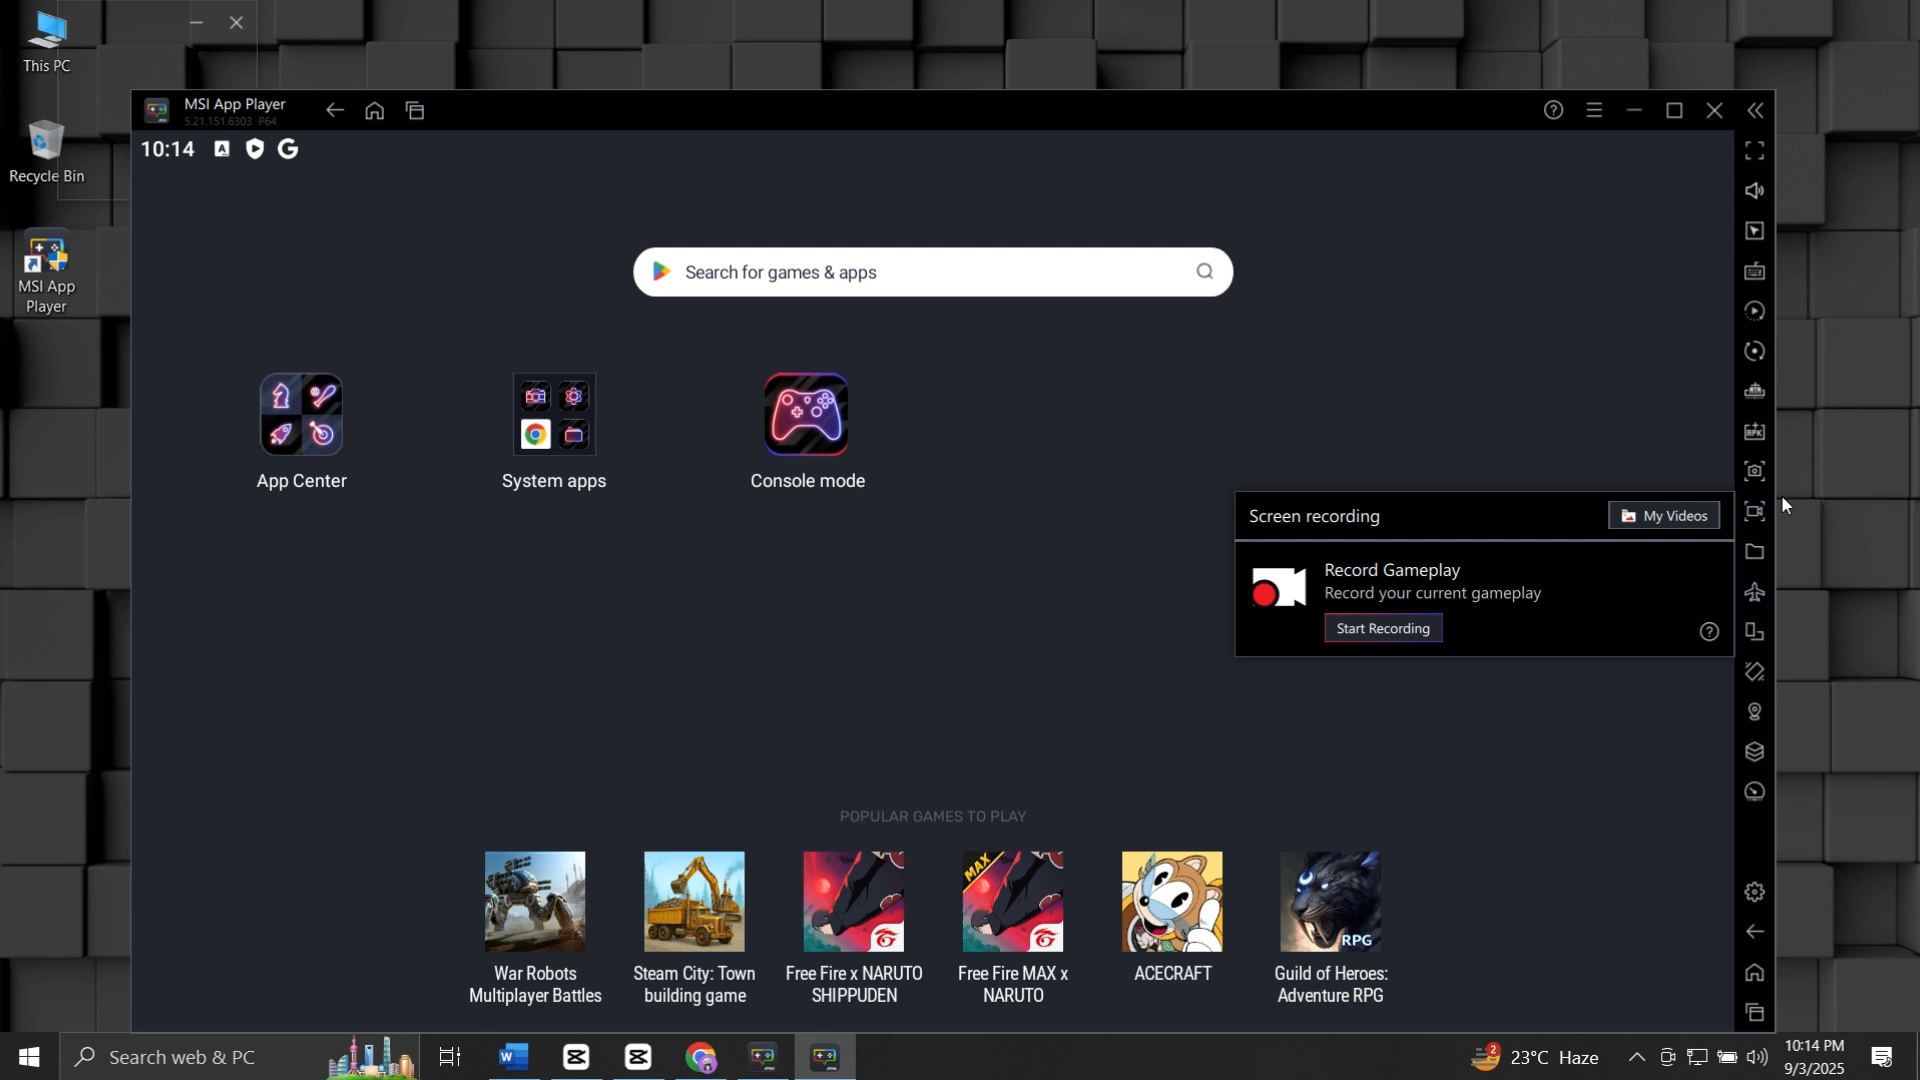 This PC
Recycle Bin
MSI App
Player
MSI App Player
5.21.151.6303 P64
10:14
Search for games & apps
App Center
System apps
Console mode
APK
Screen recording
My Videos
Record Gameplay
Record your current gameplay
Start Recording
POPULAR GAMES TO PLAY
MAX
RPG
War Robots
Multiplayer Battles
Steam City: Town
building game
Free Fire x NARUTO
SHIPPUDEN
Free Fire MAX x
NARUTO
ACECRAFT
Guild of Heroes:
Adventure RPG
Search web & PC
2
23°C Haze
10:14 PM
9/3/2025